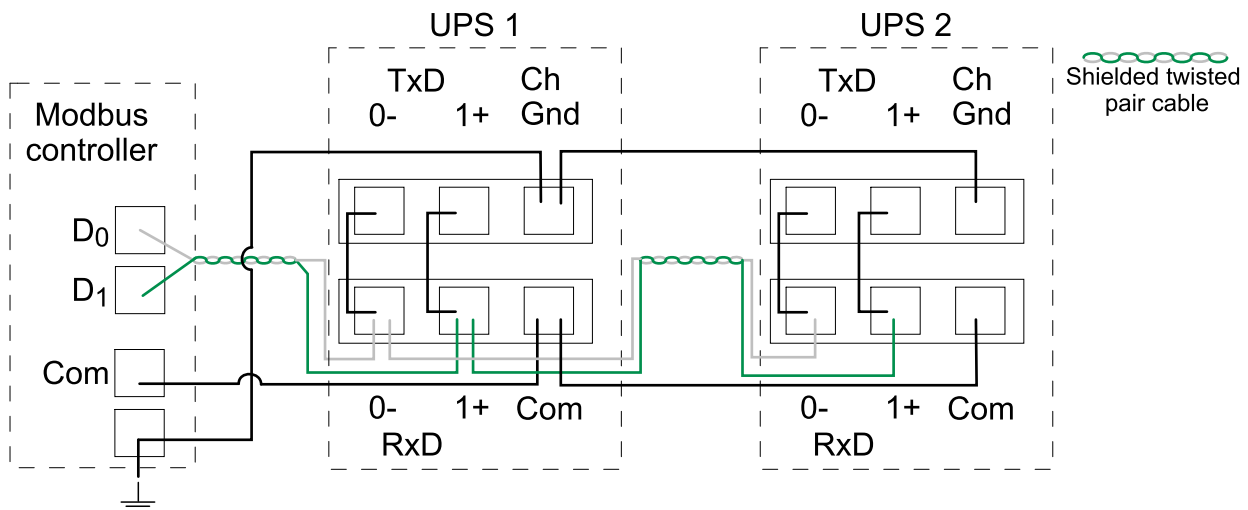 UPS 1
UPS 2
Shielded twisted
pair cable
Modbus
controller
D0
D1
Com
TxD
Ch
0-
1+
Gnd
0-
1+
Com
RxD
TxD
Ch
0-
1+
Gnd
0-
1+
Com
RxD